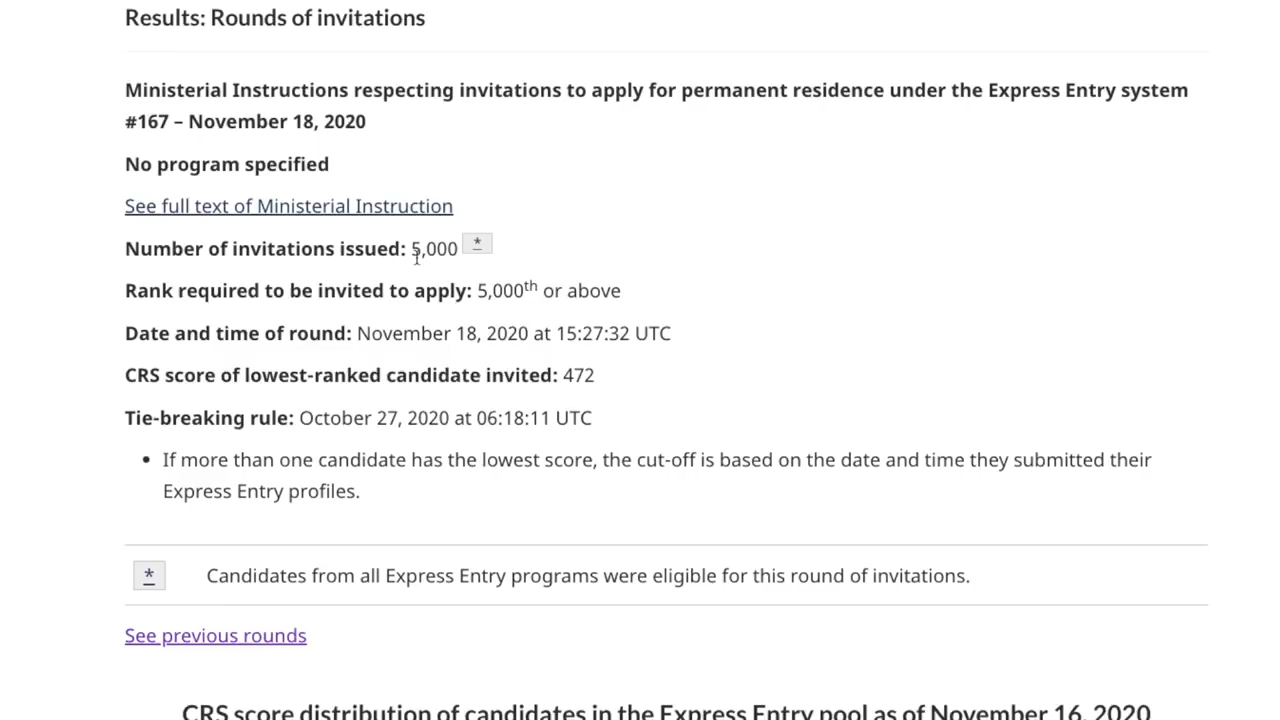 Results: Rounds of invitations
Ministerial Instructions respecting invitations to apply for permanent residence under the Express Entry system
#167 – November 18, 2020
No program specified
See full text of Ministerial Instruction
Number of invitations issued: 5,000 *
Rank required to be invited to apply: 5,000th or above
Date and time of round: November 18, 2020 at 15:27:32 UTC
CRS score of lowest-ranked candidate invited: 472
Tie-breaking rule: October 27, 2020 at 06:18:11 UTC
• If more than one candidate has the lowest score, the cut-off is based on the date and time they submitted their
Express Entry profiles.
* Candidates from all Express Entry programs were eligible for this round of invitations.
See previous rounds
CRS score distribution of candidates in the Express Entry pool as of November 16, 2020